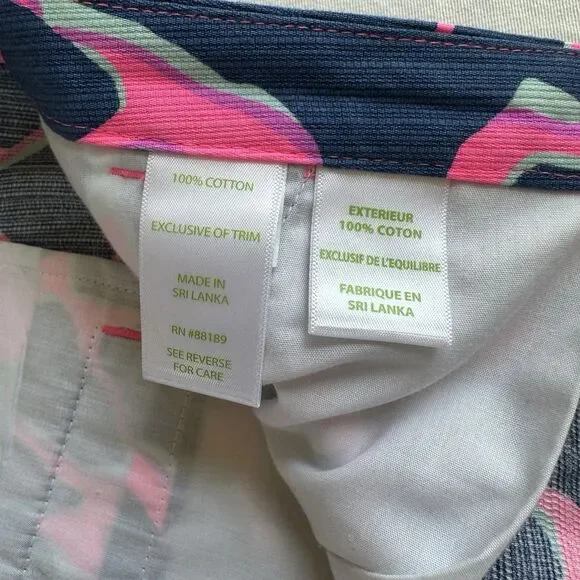 100% COTTON
EXCLUSIVE OF TRIM
MADE IN
SRI LANKA
RN #88189
SEE REVERSE
FOR CARE
EXTERIEUR
100% COTON
EXCLUSIF DE L'EQUILIBRE
FABRIQUE EN
SRI LANKA